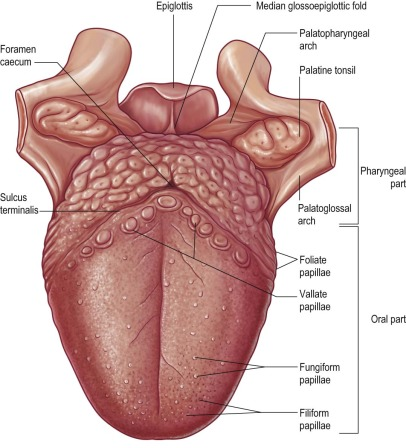 Epiglottis
Median glossoepiglottic fold
Foramen
caecum
Palatopharyngeal
arch
Palatine tonsil
Pharyngeal
part
Sulcus
terminalis
Palatoglossal
arch
Foliate
papillae
Vallate
papillae
Oral part
Fungiform
papillae
Filiform
papillae